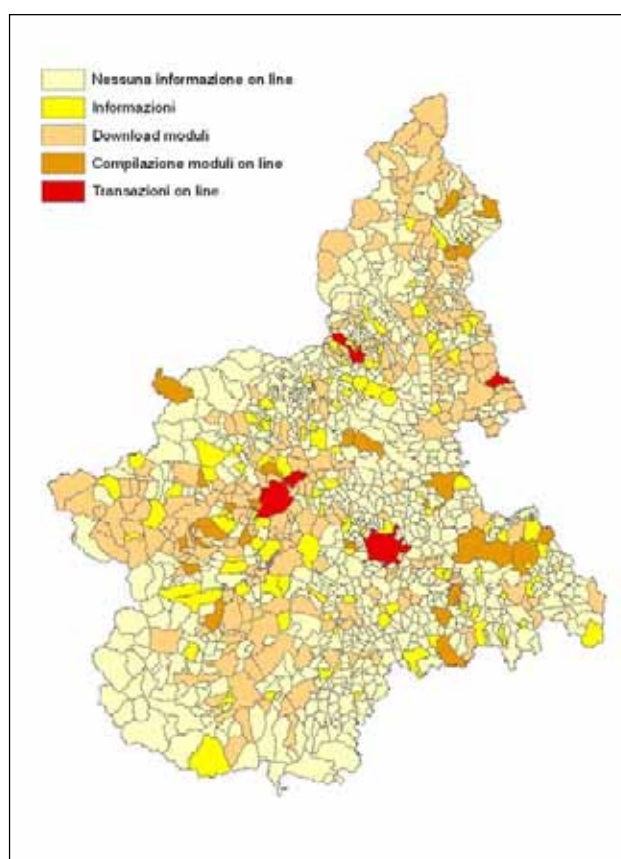 Nessuna informazione on line
Informazioni
Download moduli
Compilazione moduli on line
Transazioni on line